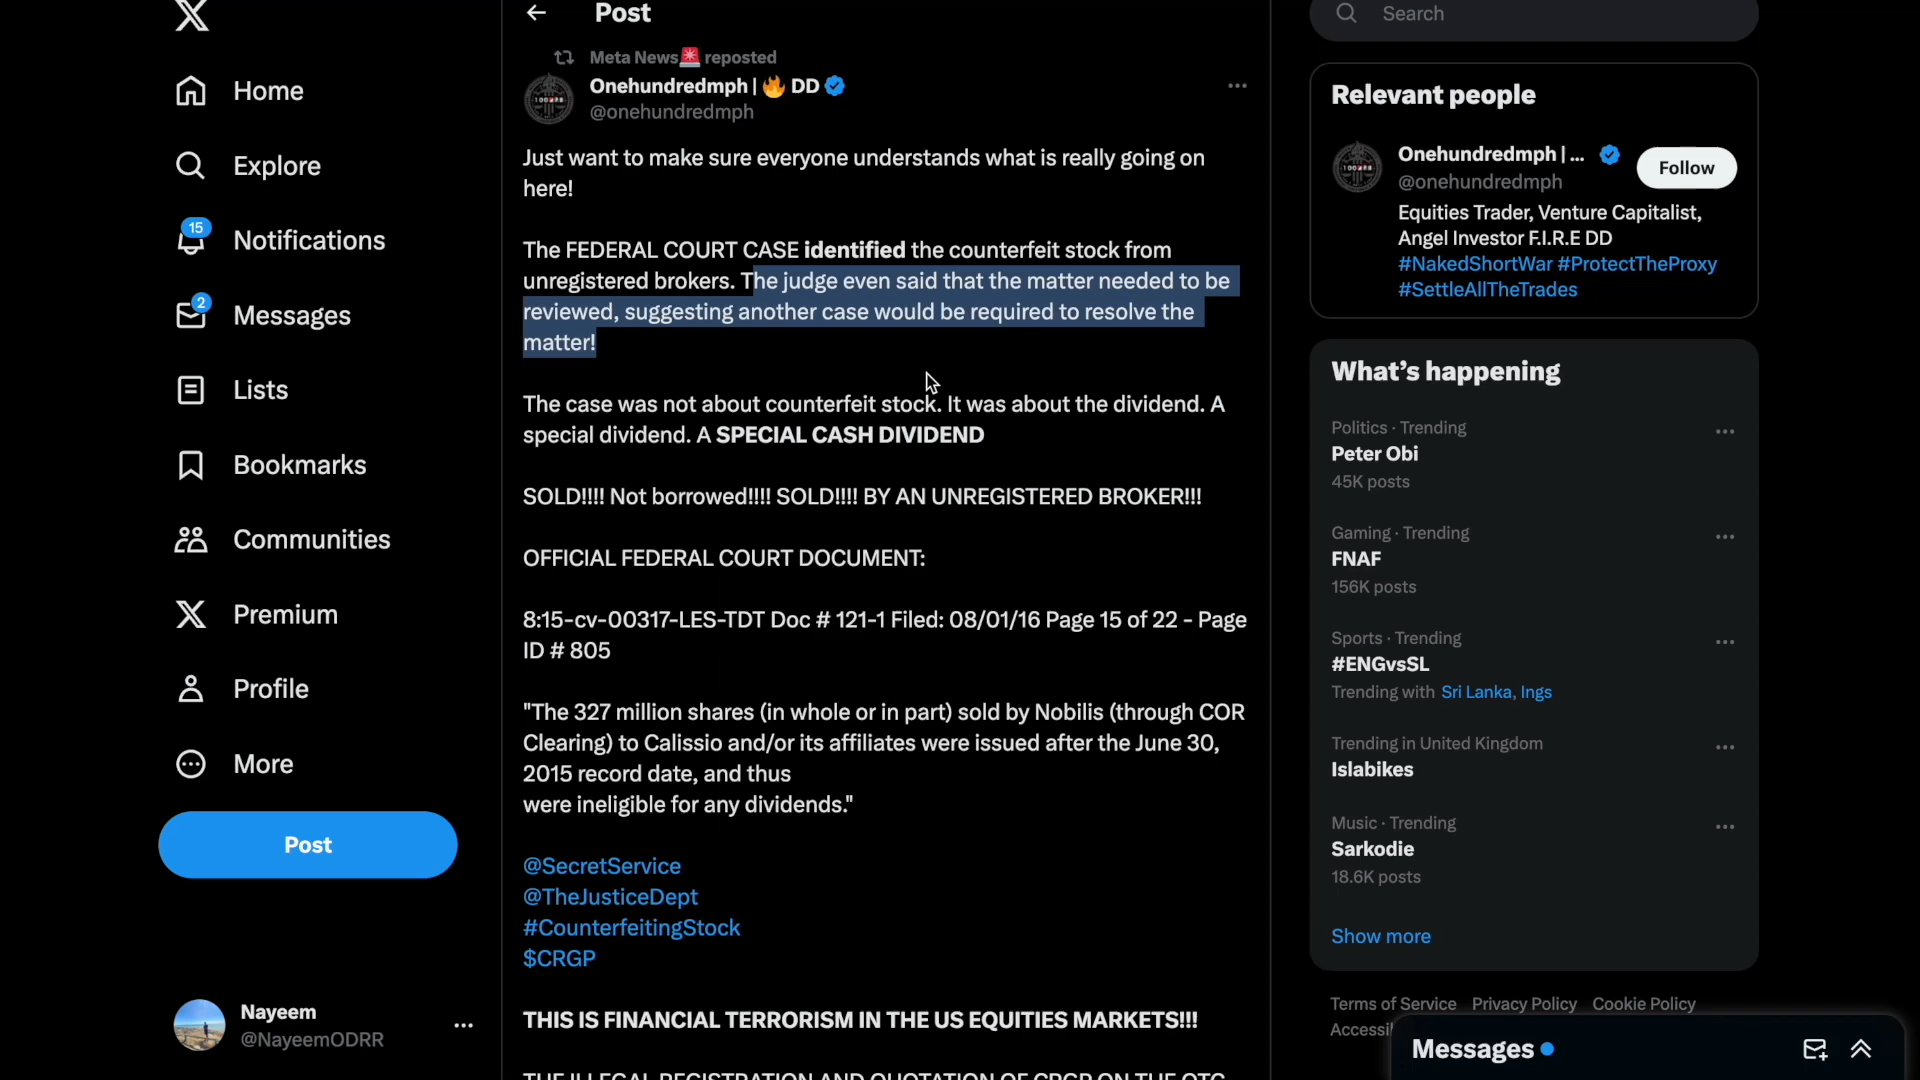 Home
Explore
15
Notifications
2
Messages
Lists
Bookmarks
Communities
Premium
Profile
More
Post
Nayeem
@NayeemODRR
Post
Meta News🚨 reposted
Onehundredmph | 🔥 DD
@onehundredmph
Just want to make sure everyone understands what is really going on
here!
The FEDERAL COURT CASE identified the counterfeit stock from
unregistered brokers. The judge even said that the matter needed to be
reviewed, suggesting another case would be required to resolve the
matter!
The case was not about counterfeit stock. It was about the dividend. A
special dividend. A SPECIAL CASH DIVIDEND
SOLD!!!! Not borrowed!!!! SOLD!!!! BY AN UNREGISTERED BROKER!!!
OFFICIAL FEDERAL COURT DOCUMENT:
8:15-cv-00317-LES-TDT Doc # 121-1 Filed: 08/01/16 Page 15 of 22 - Page
ID # 805
"The 327 million shares (in whole or in part) sold by Nobilis (through COR
Clearing) to Calissio and/or its affiliates were issued after the June 30,
2015 record date, and thus
were ineligible for any dividends."
@SecretService
@TheJusticeDept
#CounterfeitingStock
$CRGP
THIS IS FINANCIAL TERRORISM IN THE US EQUITIES MARKETS!!!
THE ILLEGAL REGISTRATION AND QUOTATION OF CRGP ON THE OTC
Search
Relevant people
Onehundredmph | ...
@onehundredmph
Follow
Equities Trader, Venture Capitalist,
Angel Investor F.I.R.E DD
#NakedShortWar #ProtectTheProxy
#SettleAllTheTrades
What's happening
Politics · Trending
Peter Obi
45K posts
Gaming · Trending
FNAF
156K posts
Sports · Trending
#ENGvsSL
Trending with Sri Lanka, Ings
Trending in United Kingdom
Islabikes
Music · Trending
Sarkodie
18.6K posts
Show more
Terms of Service Privacy Policy Cookie Policy
Messages